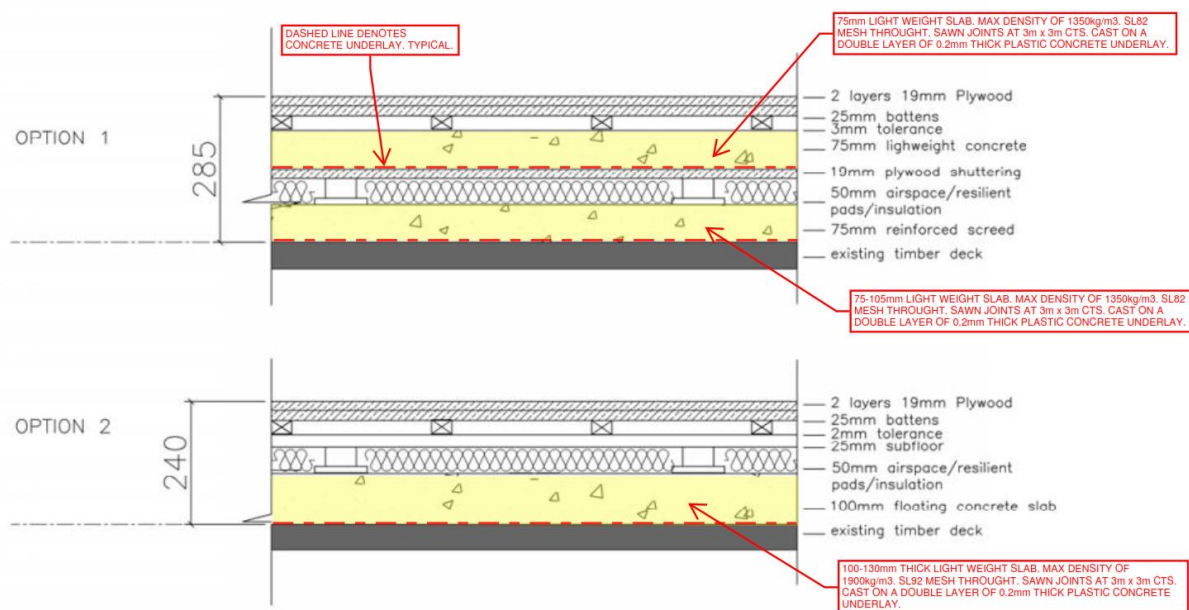 DASHED LINE DENOTES
CONCRETE UNDERLAY. TYPICAL.
75mm LIGHT WEIGHT SLAB. MAX DENSITY OF 1350kg/m3. SL82
MESH THROUGHT. SAWN JOINTS AT 3m x 3m CTS. CAST ON A
DOUBLE LAYER OF 0.2mm THICK PLASTIC CONCRETE UNDERLAY.
OPTION 1
285
2 layers 19mm Plywood
25mm battens
3mm tolerance
75mm lighweight concrete
19mm plywood shuttering
50mm airspace/resilient
pads/insulation
75mm reinforced screed
existing timber deck
75-105mm LIGHT WEIGHT SLAB. MAX DENSITY OF 1350kg/m3. SL82
MESH THROUGHT. SAWN JOINTS AT 3m x 3m CTS. CAST ON A
DOUBLE LAYER OF 0.2mm THICK PLASTIC CONCRETE UNDERLAY.
OPTION 2
240
2 layers 19mm Plywood
25mm battens
2mm tolerance
25mm subfloor
50mm airspace/resilient
pads/insulation
100mm floating concrete slab
existing timber deck
100-130mm THICK LIGHT WEIGHT SLAB. MAX DENSITY OF
1900kg/m3. SL92 MESH THROUGHT. SAWN JOINTS AT 3m x 3m CTS.
CAST ON A DOUBLE LAYER OF 0.2mm THICK PLASTIC CONCRETE
UNDERLAY.